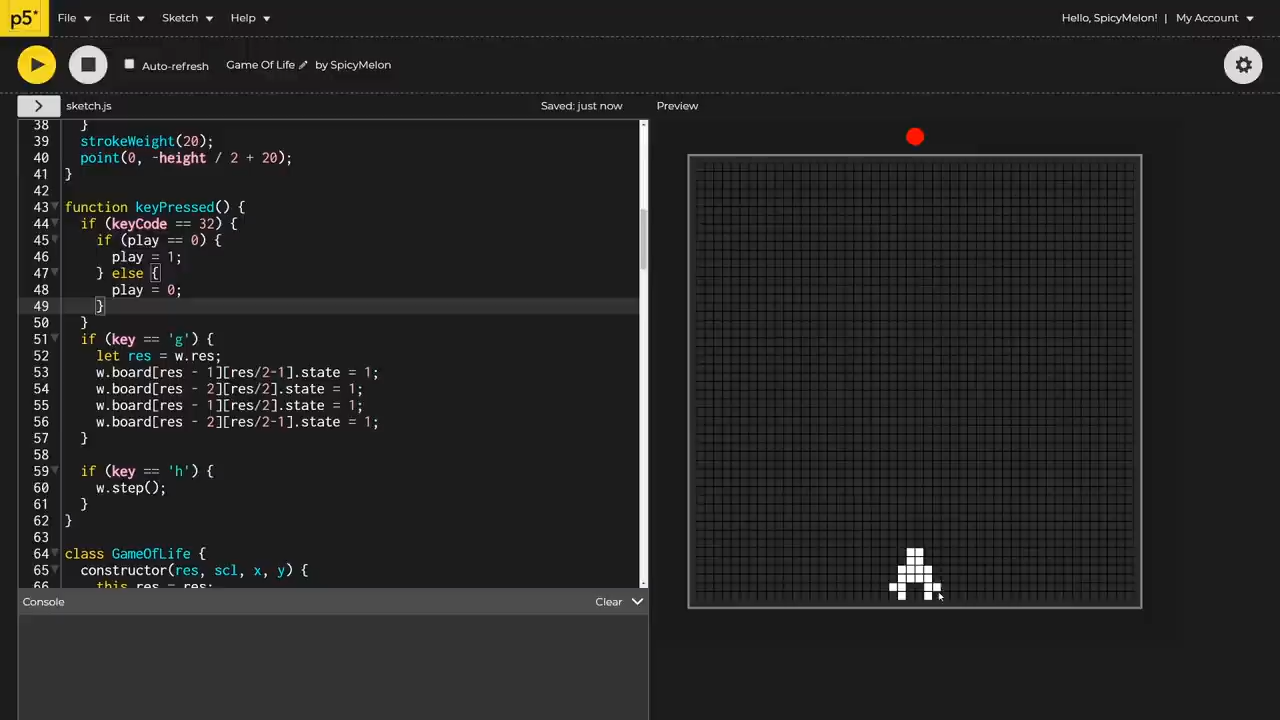 p5*
File Edit Sketch Help
Hello, SpicyMelon! | My Account
Auto-refresh
Game Of Life by SpicyMelon
sketch.js
Saved: just now
Preview
38 }
39 strokeWeight(20);
40 point(0, -height / 2 + 20);
41 }
42
43 function keyPressed() {
44 if (keyCode == 32) {
45 if (play == 0) {
46 play = 1;
47 } else {
48 play = 0;
49 }
50 }
51 if (key == 'g') {
52 let res = w.res;
53 w.board[res - 1][res/2-1].state = 1;
54 w.board[res - 2][res/2].state = 1;
55 w.board[res - 1][res/2].state = 1;
56 w.board[res - 2][res/2-1].state = 1;
57 }
58
59 if (key == 'h') {
60 w.step();
61 }
62 }
63
64 class GameOfLife {
65 constructor(res, scl, x, y) {
66 this.res = res;
Console
Clear